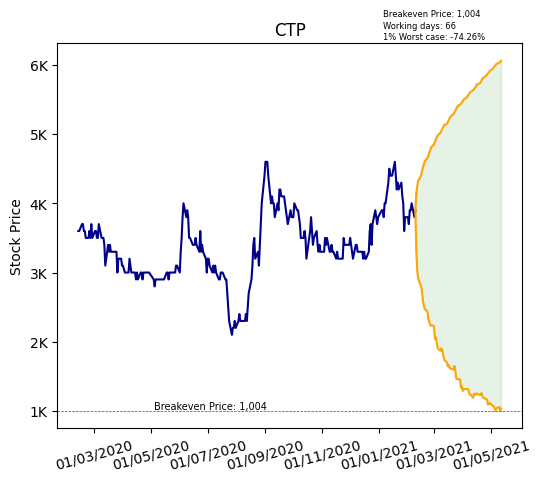 Breakeven Price: 1,004
Working days: 66
1% Worst case: -74.26%
CTP
6K
5K
4K
3K
2K
1K
Stock Price
Breakeven Price: 1,004
01/03/2020
01/05/2020
01/07/2020
01/09/2020
01/11/2020
01/01/2021
01/03/2021
01/05/2021